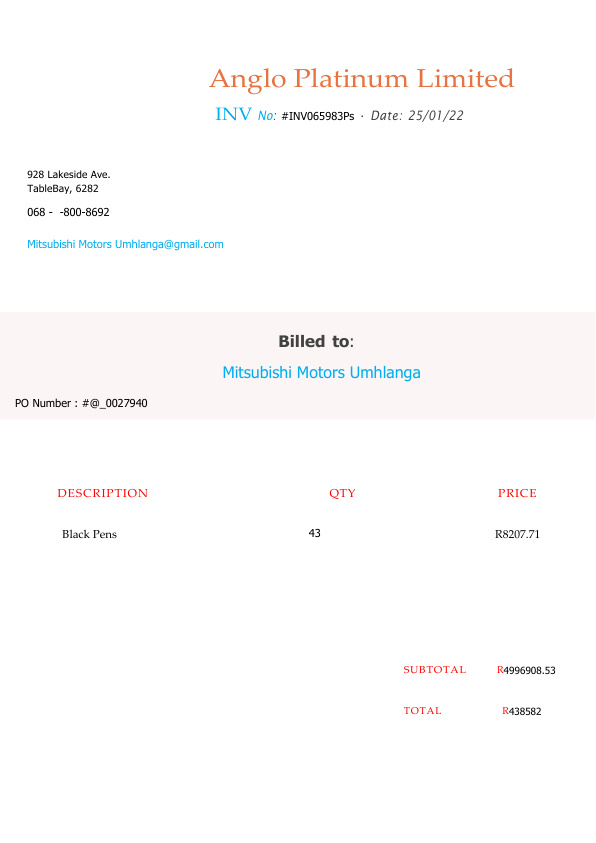 Anglo Platinum Limited
INV No: #INV065983Ps · Date: 25/01/22
928 Lakeside Ave.
TableBay, 6282
068 -  -800-8692
Mitsubishi Motors Umhlanga@gmail.com
Billed to:
Mitsubishi Motors Umhlanga
PO Number : #@_0027940
DESCRIPTION QTY PRICE
Black Pens 43 R8207.71
SUBTOTAL R4996908.53
TOTAL R438582